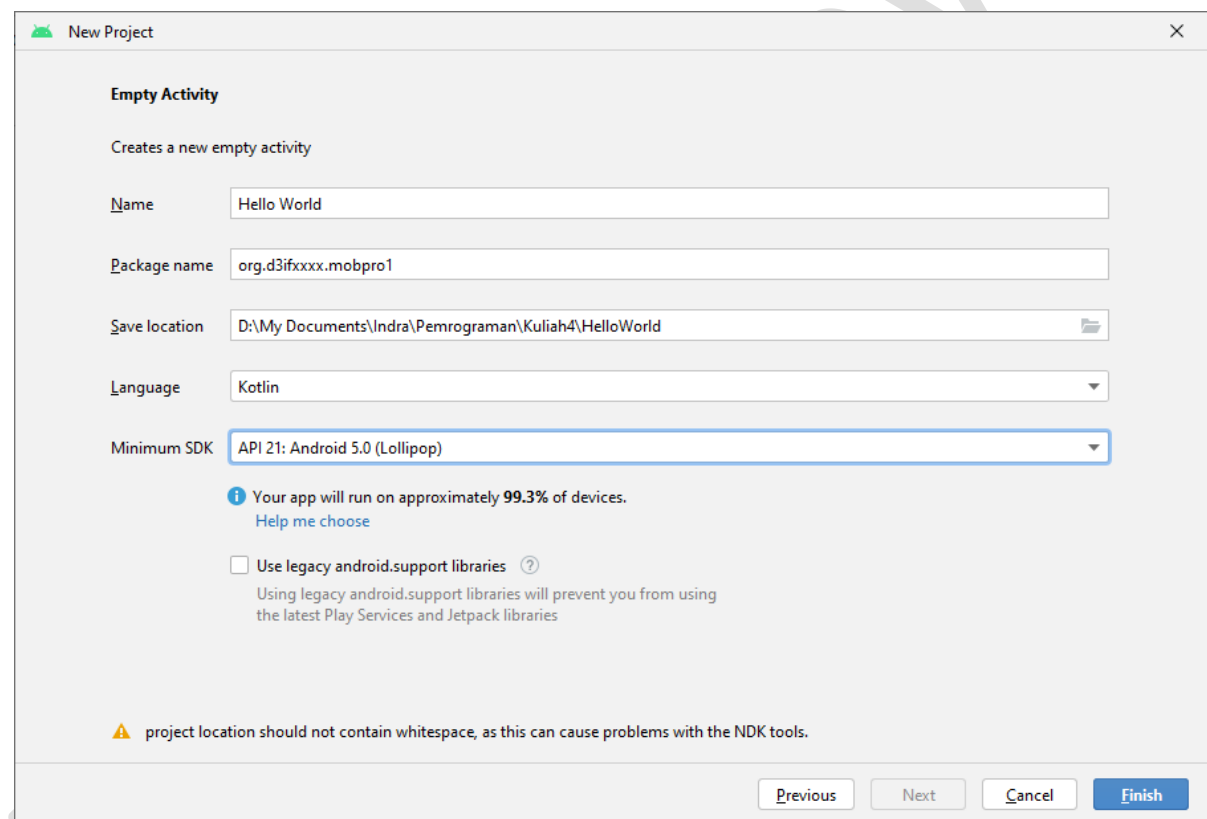 New Project
Empty Activity
Creates a new empty activity
Name
Hello World
Package name
org.d3ifxxxx.mobpro1
Save location
D:\My Documents\Indra\Pemrograman\Kuliah4\HelloWorld
Language
Kotlin
Minimum SDK
API 21: Android 5.0 (Lollipop)
Your app will run on approximately 99.3% of devices.
Help me choose
Use legacy android.support libraries ?
Using legacy android.support libraries will prevent you from using
the latest Play Services and Jetpack libraries
project location should not contain whitespace, as this can cause problems with the NDK tools.
Previous
Next
Cancel
Finish